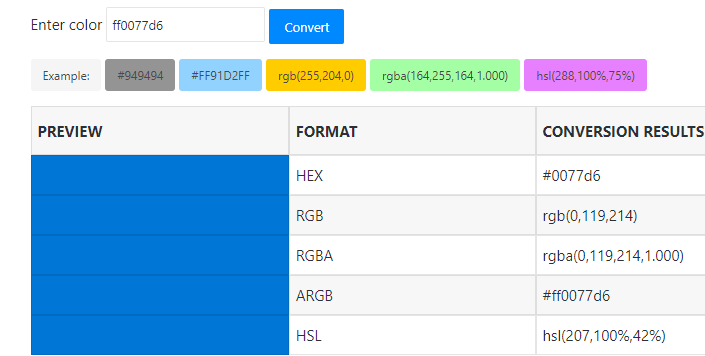 Enter color ff0077d6 Convert
Example: #949494 #FF91D2FF rgb(255,204,0) rgba(164,255,164,1.000) hsl(288,100%,75%)
PREVIEW FORMAT CONVERSION RESULTS
HEX #0077d6
RGB rgb(0,119,214)
RGBA rgba(0,119,214,1.000)
ARGB #ff0077d6
HSL hsl(207,100%,42%)